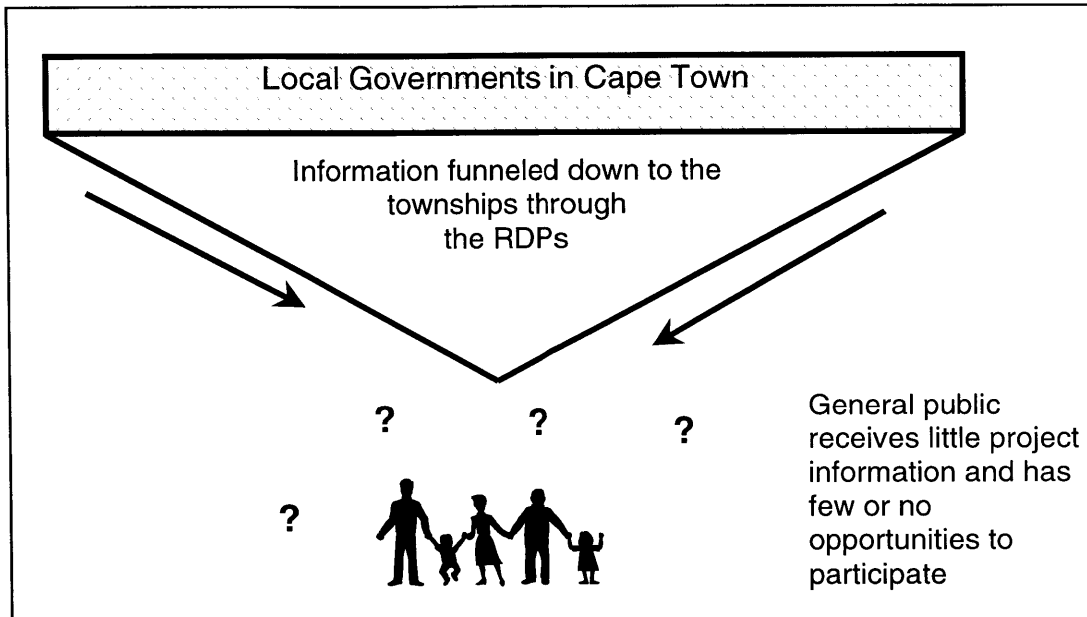 Local Governments in Cape Town
Information funneled down to the
townships through
the RDPs
?
?
?
?
General public
receives little project
information and has
few or no
opportunities to
participate